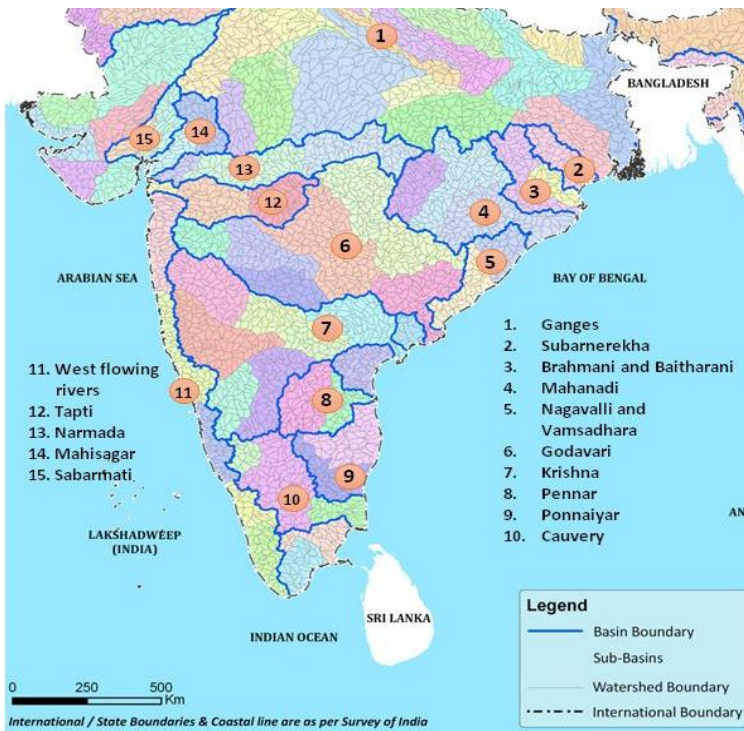 1
BANGLADESH
15
14
13
12
2
3
4
6
5
ARABIAN SEA
BAY OF BENGAL
7
11. West flowing
rivers
12. Tapti
13. Narmada
14. Mahisagar
15. Sabarmati
11
8
9
10
1. Ganges
2. Subarnerekha
3. Brahmani and Baitharani
4. Mahanadi
5. Nagavalli and
Vamsadhara
6. Godavari
7. Krishna
8. Pennar
9. Ponnaiyar
10. Cauvery
LAKSHADWEEP
(INDIA)
AN
SRI LANKA
INDIAN OCEAN
Legend
Basin Boundary
Sub-Basins
Watershed Boundary
International Boundary
0 250 500
Km
International / State Boundaries & Coastal line are as per Survey of India